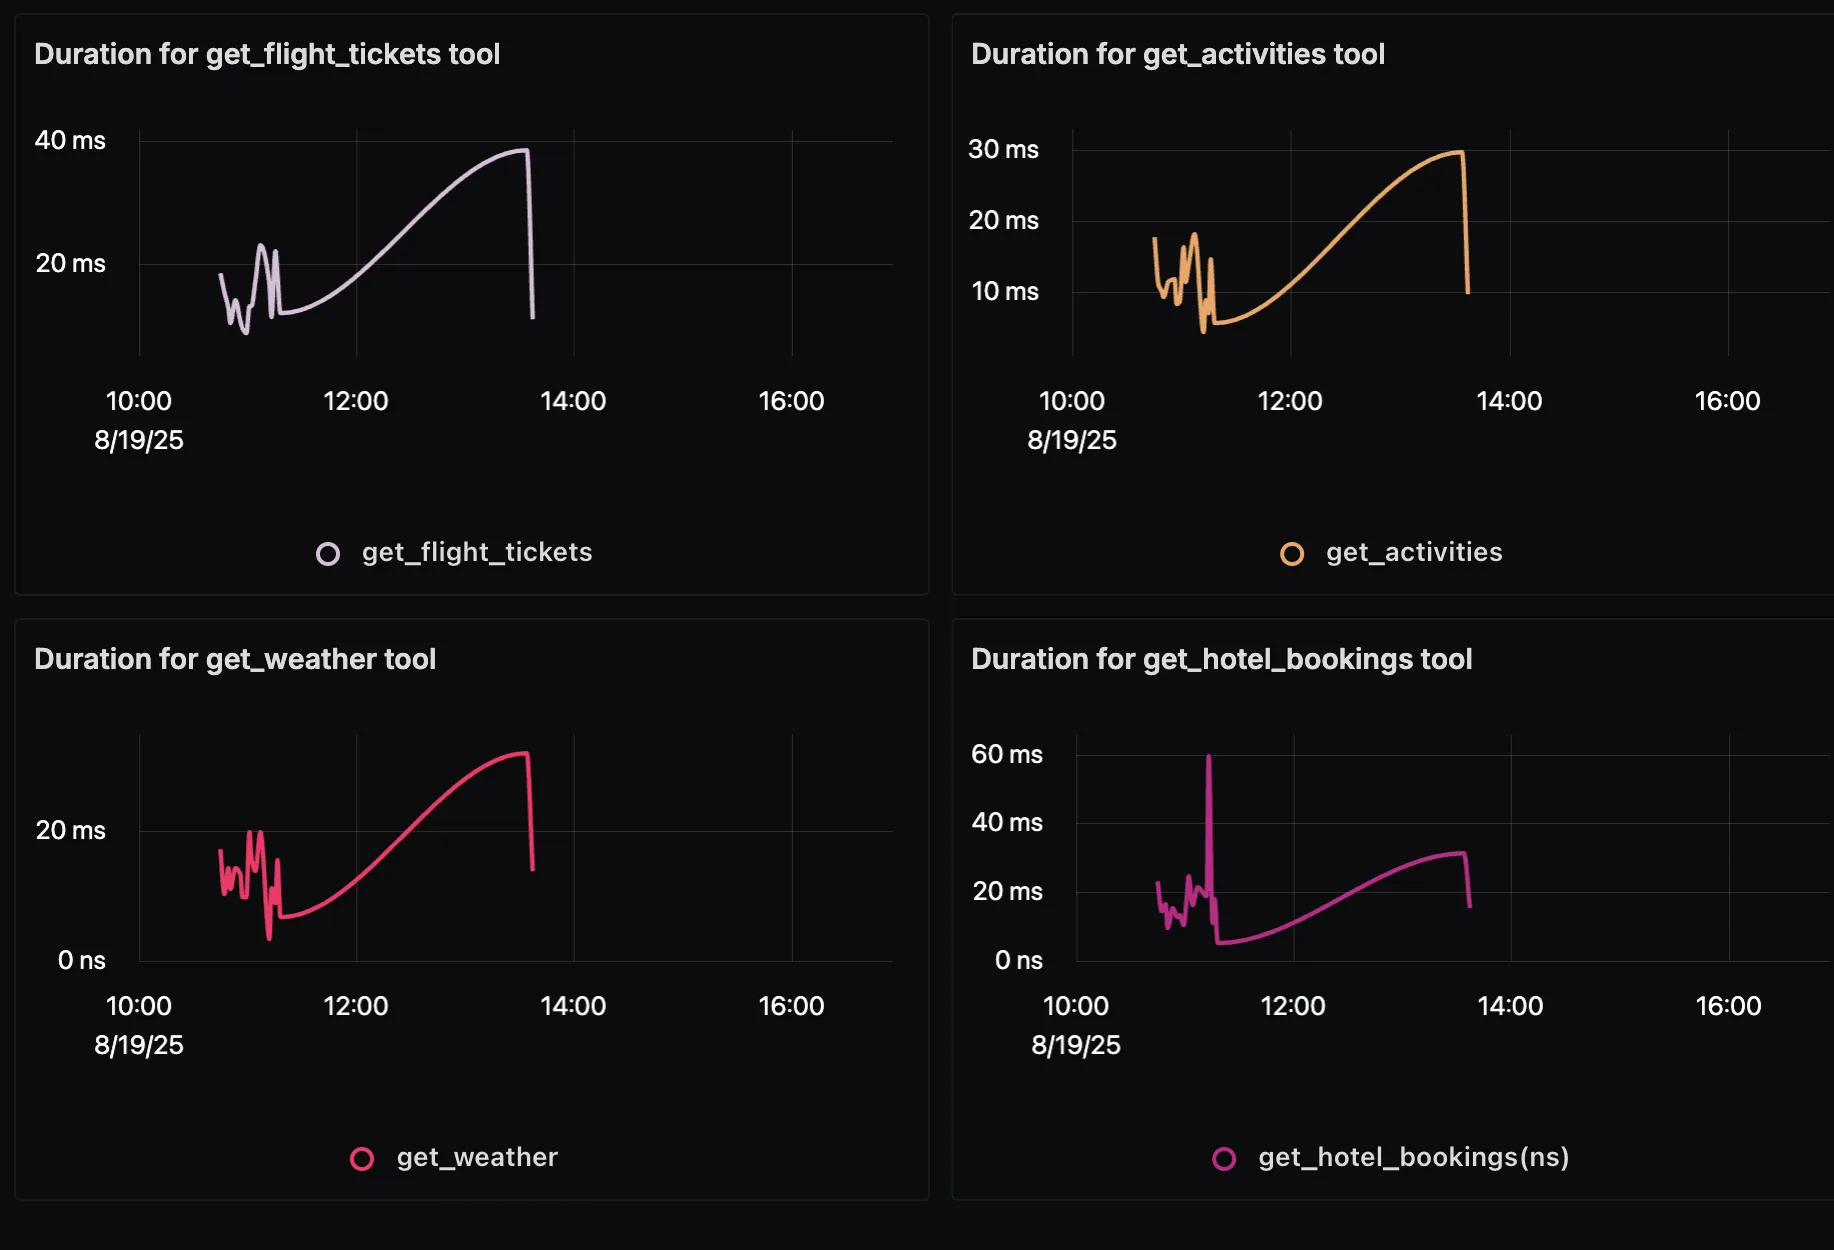 Duration for get_flight_tickets tool
40 ms
20 ms
10:00
12:00
14:00
16:00
8/19/25
get_flight_tickets
Duration for get_activities tool
30 ms
20 ms
10 ms
10:00
12:00
14:00
16:00
8/19/25
get_activities
Duration for get_weather tool
20 ms
0 ns
10:00
12:00
14:00
16:00
8/19/25
get_weather
Duration for get_hotel_bookings tool
60 ms
40 ms
20 ms
0 ns
10:00
12:00
14:00
16:00
8/19/25
get_hotel_bookings(ns)